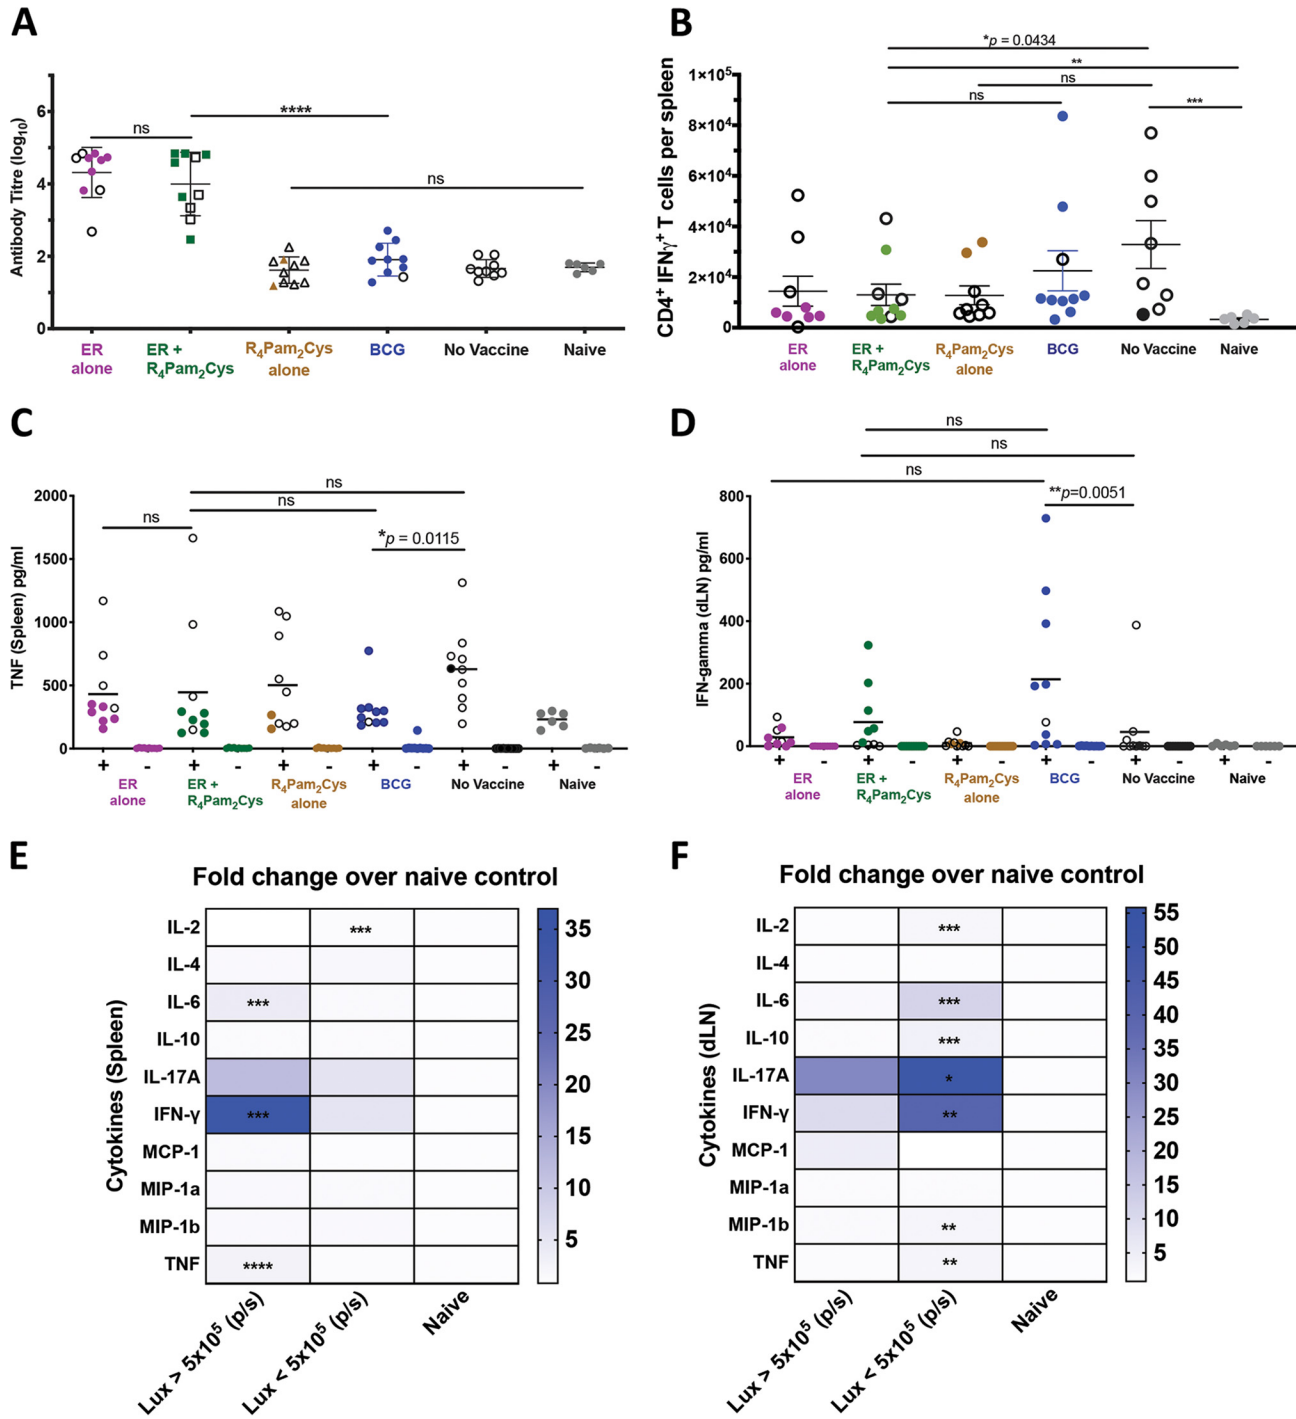 A
Antibody Titre (log10)
6
4
2
0
ns
****
ns
ER
alone
ER +
R4Pam2Cys
R4Pam2Cys
alone
BCG
No Vaccine
Naive
B
CD4+ IFNγ+ T cells per spleen
1×10^5
8×10^4
6×10^4
4×10^4
2×10^4
0
*p = 0.0434
**
ns
ns
***
ER
alone
ER +
R4Pam2Cys
R4Pam2Cys
alone
BCG
No Vaccine
Naive
C
TNF (Spleen) pg/ml
2000
1500
1000
500
0
ns
ns
ns
*p = 0.0115
+ - + - + - + - + - + -
ER
alone
ER +
R4Pam2Cys
R4Pam2Cys
alone
BCG
No Vaccine
Naive
D
IFN-gamma (dLN) pg/ml
800
600
400
200
0
ns
ns
ns
**p=0.0051
+ - + - + - + - + - + -
ER
alone
ER +
R4Pam2Cys
R4Pam2Cys
alone
BCG
No Vaccine
Naive
E
Fold change over naive control
Cytokines (Spleen)
IL-2 ***
IL-4
IL-6 ***
IL-10
IL-17A
IFN-γ ***
MCP-1
MIP-1a
MIP-1b
TNF ****
35
30
25
20
15
10
5
Lux > 5x10^5 (p/s)
Lux < 5x10^5 (p/s)
Naive
F
Fold change over naive control
Cytokines (dLN)
IL-2 ***
IL-4
IL-6 ***
IL-10 ***
IL-17A *
IFN-γ **
MCP-1
MIP-1a
MIP-1b **
TNF **
55
50
45
40
35
30
25
20
15
10
5
Lux > 5x10^5 (p/s)
Lux < 5x10^5 (p/s)
Naive